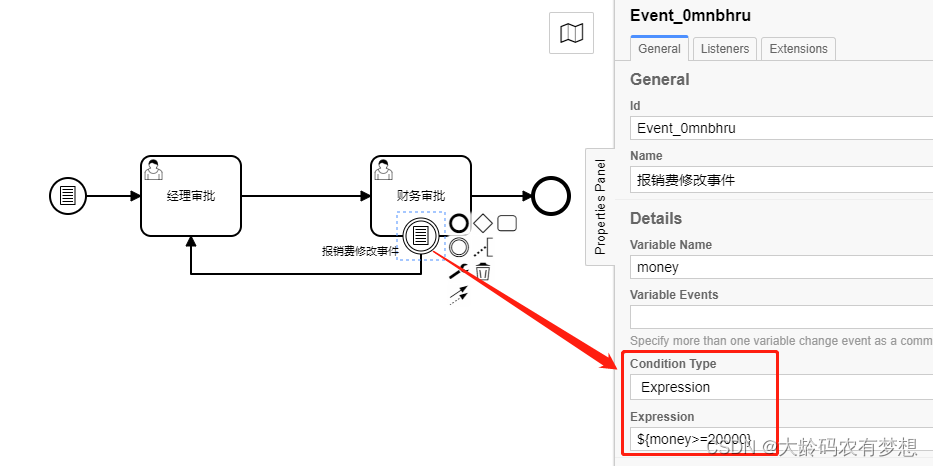 经理审批
财务审批
报销费修改事件
Properties Panel
Event_0mnbhru
General
Listeners
Extensions
General
Id
Event_0mnbhru
Name
报销费修改事件
Details
Variable Name
money
Variable Events
Specify more than one variable change event as a comm
Condition Type
Expression
Expression
${money>=20000}
CSDN @大龄码农有梦想